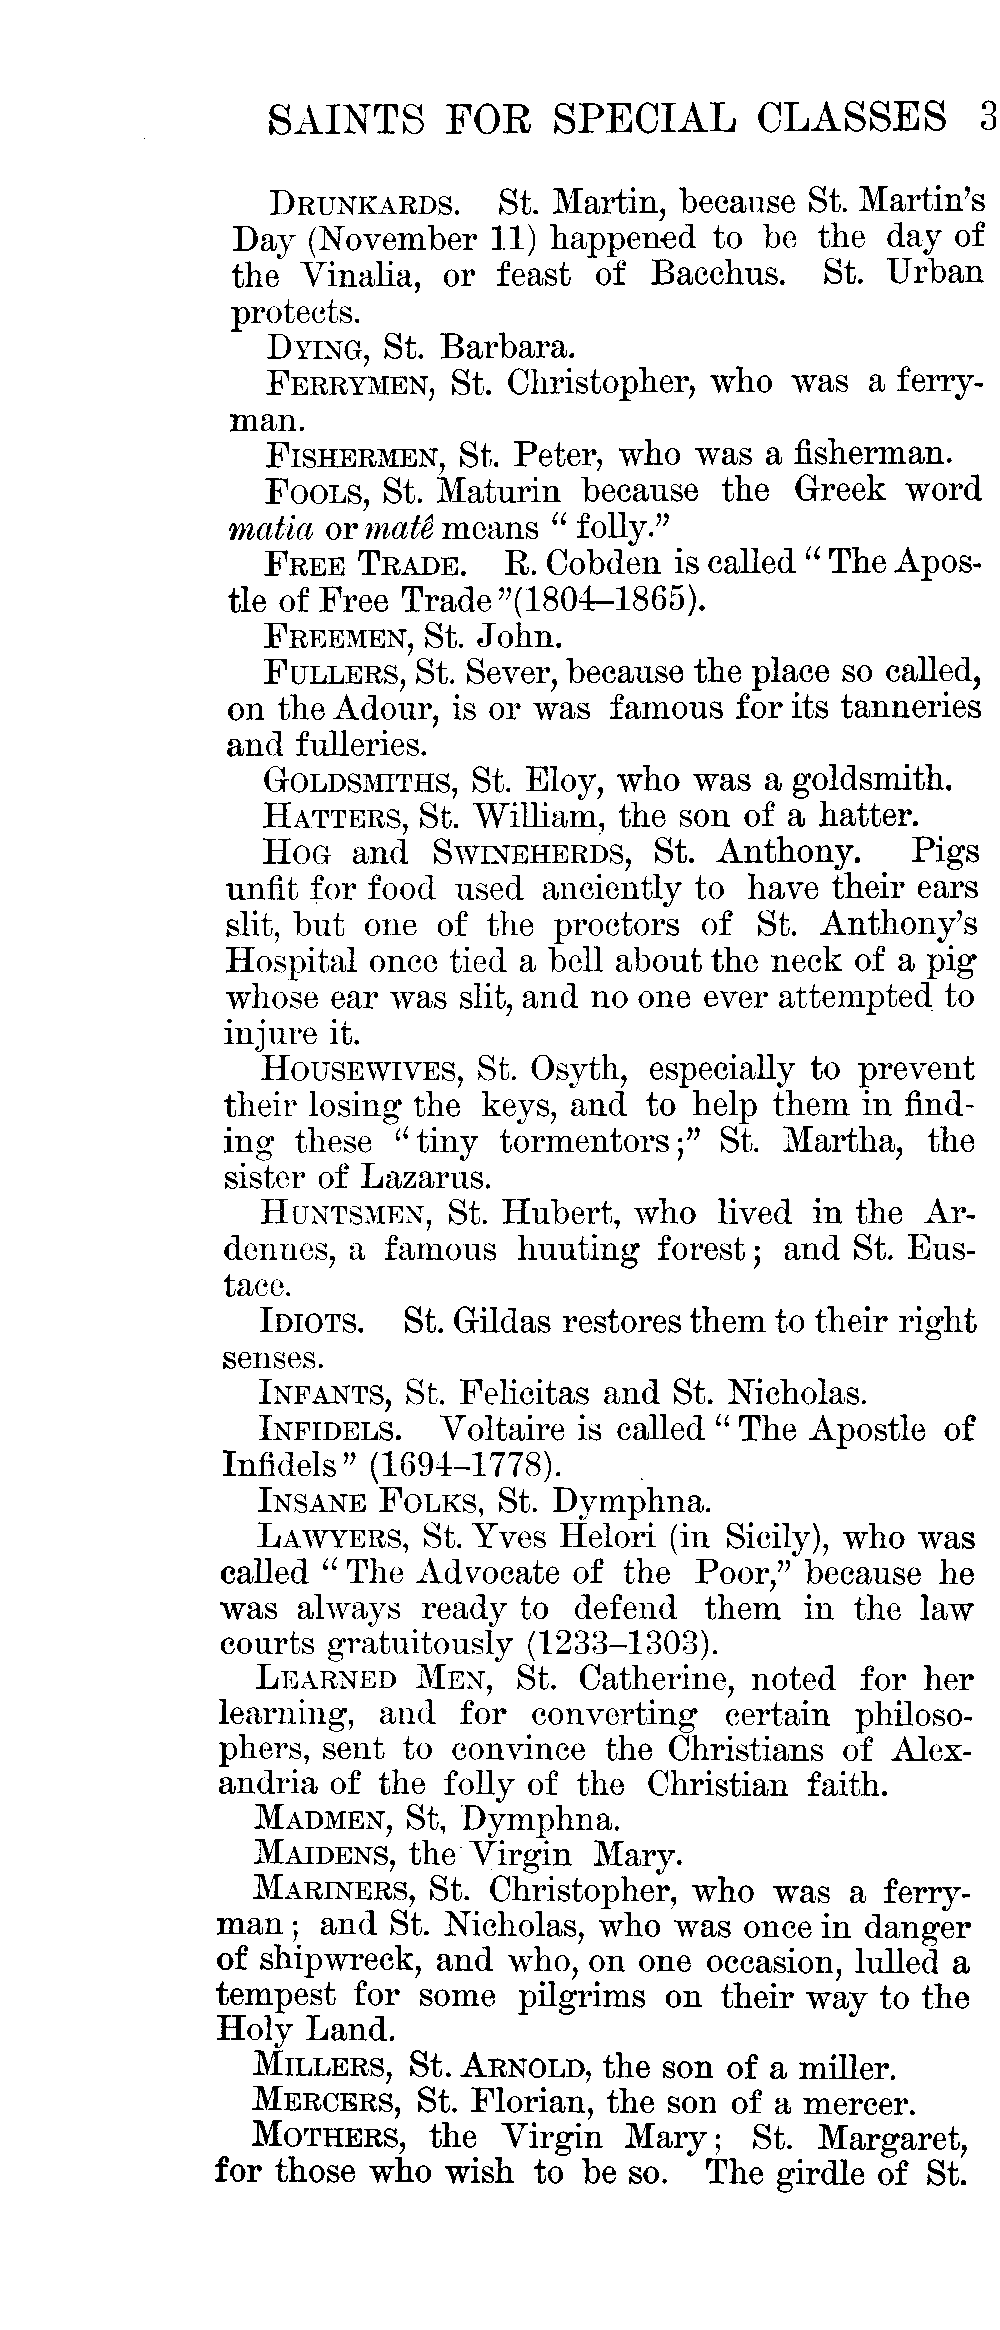 SAINTS FOR SPECIAL CLASSES 3
DRUNKARDS. St. Martin, because St. Martin's
Day (November 11) happened to be the day of
the Vinalia, or feast of Bacchus. St. Urban
protects.
DYING, St. Barbara.
FERRYMEN, St. Christopher, who was a ferry-
man.
FISHERMEN, St. Peter, who was a fisherman.
FOOLS, St. Maturin because the Greek word
matia or matê means " folly."
FREE TRADE. R. Cobden is called " The Apos-
tle of Free Trade "(1804–1865).
FREEMEN, St. John.
FULLERS, St. Sever, because the place so called,
on the Adour, is or was famous for its tanneries
and fulleries.
GOLDSMITHS, St. Eloy, who was a goldsmith.
HATTERS, St. William, the son of a hatter.
HOG and SWINEHERDS, St. Anthony. Pigs
unfit for food used anciently to have their ears
slit, but one of the proctors of St. Anthony's
Hospital once tied a bell about the neck of a pig
whose ear was slit, and no one ever attempted to
injure it.
HOUSEWIVES, St. Osyth, especially to prevent
their losing the keys, and to help them in find-
ing these " tiny tormentors ;" St. Martha, the
sister of Lazarus.
HUNTSMEN, St. Hubert, who lived in the Ar-
dennes, a famous huuting forest ; and St. Eus-
tace.
IDIOTS. St. Gildas restores them to their right
senses.
INFANTS, St. Felicitas and St. Nicholas.
INFIDELS. Voltaire is called " The Apostle of
Infidels " (1694–1778).
INSANE FOLKS, St. Dymphna.
LAWYERS, St. Yves Helori (in Sicily), who was
called " The Advocate of the Poor," because he
was always ready to defend them in the law
courts gratuitously (1233–1303).
LEARNED MEN, St. Catherine, noted for her
learning, and for converting certain philoso-
phers, sent to convince the Christians of Alex-
andria of the folly of the Christian faith.
MADMEN, St, Dymphna.
MAIDENS, the Virgin Mary.
MARINERS, St. Christopher, who was a ferry-
man ; and St. Nicholas, who was once in danger
of shipwreck, and who, on one occasion, lulled a
tempest for some pilgrims on their way to the
Holy Land.
MILLERS, St. ARNOLD, the son of a miller.
MERCERS, St. Florian, the son of a mercer.
MOTHERS, the Virgin Mary ; St. Margaret,
for those who wish to be so. The girdle of St.